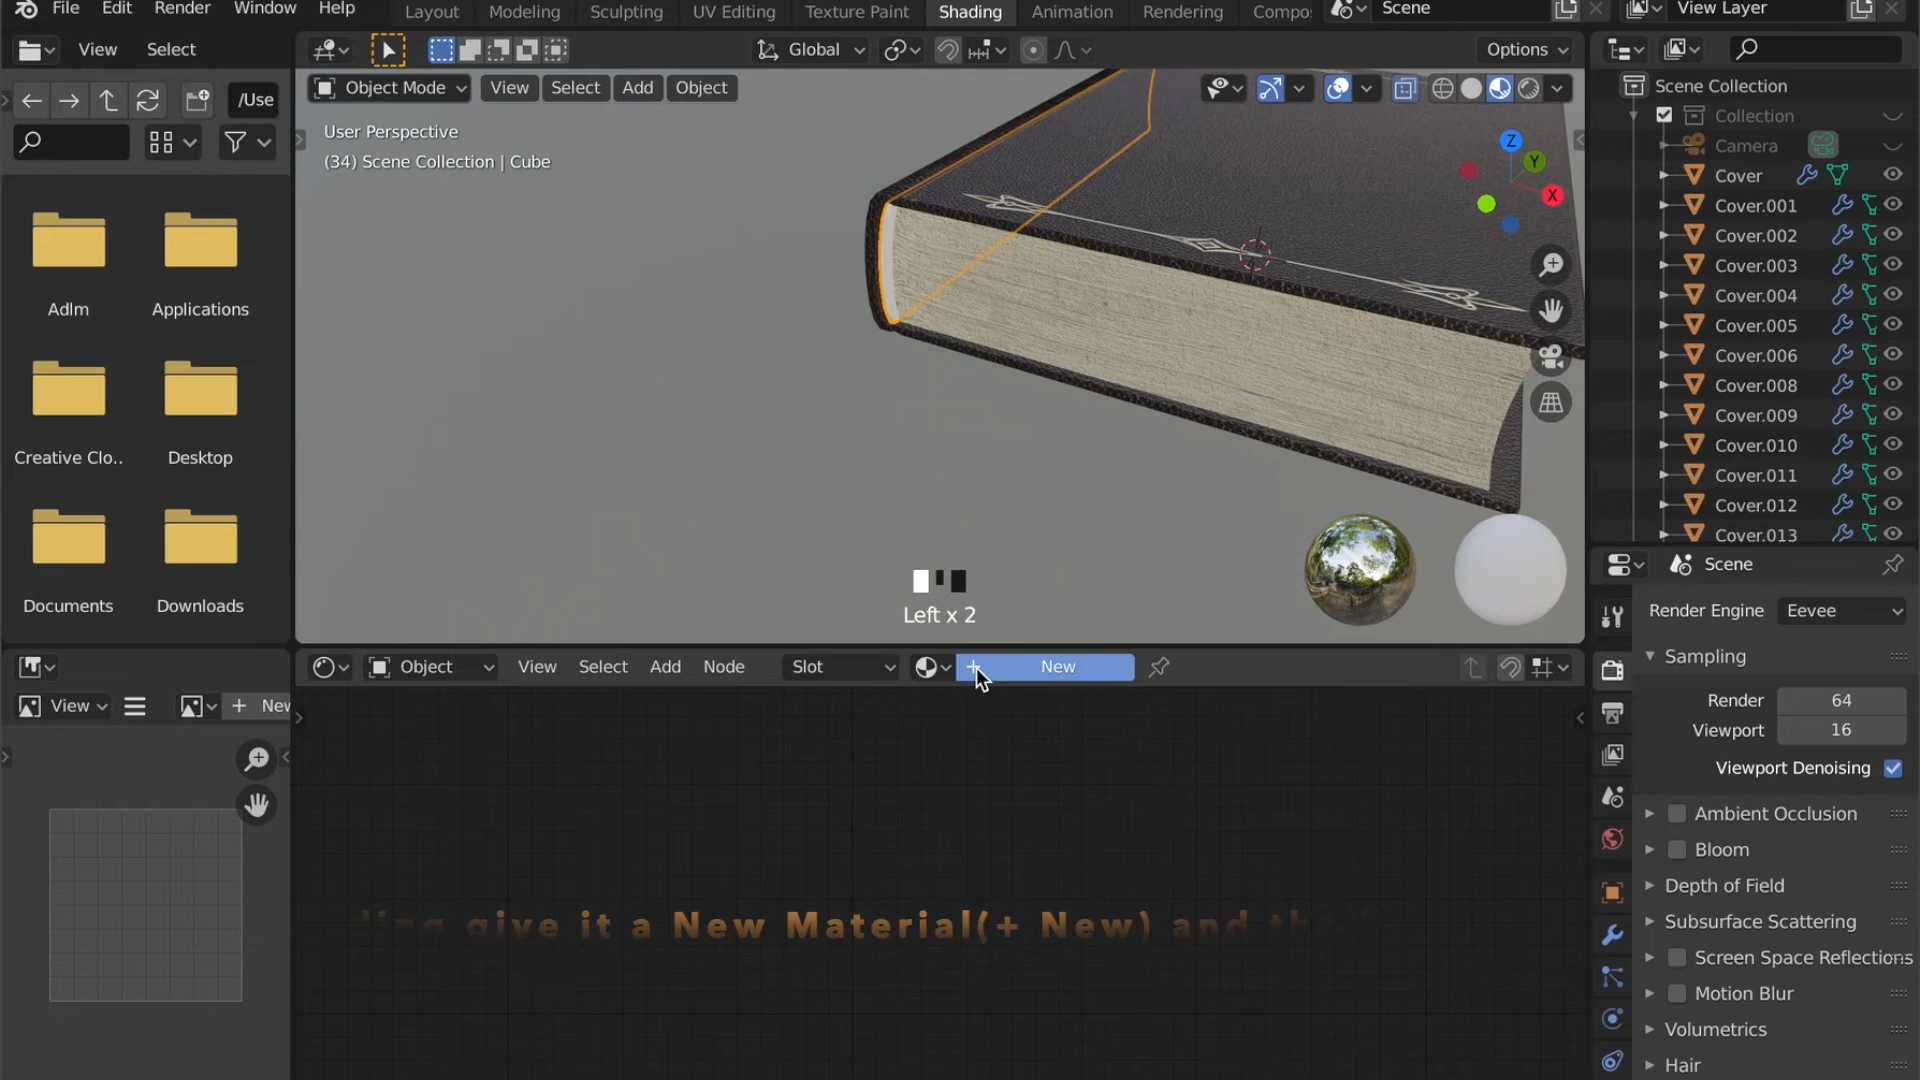 File Edit Render Window Help Layout Modeling Sculpting UV Editing Texture Paint Shading Animation Rendering Compo Scene View Layer
View Select Global Options
/Use Object Mode View Select Add Object
User Perspective
(34) Scene Collection | Cube
Z
Y
X
Adlm Applications
Creative Clo.. Desktop
Documents Downloads
Left x 2
Scene Collection
Collection
Camera
Cover
Cover.001
Cover.002
Cover.003
Cover.004
Cover.005
Cover.006
Cover.008
Cover.009
Cover.010
Cover.011
Cover.012
Cover.013
Scene
Render Engine Eevee
Sampling
Render 64
Viewport 16
Viewport Denoising
Ambient Occlusion
Bloom
Depth of Field
Subsurface Scattering
Screen Space Reflections
Motion Blur
Volumetrics
Hair
Object View Select Add Node Slot + New
View + New
give it a New Material(+ New) and